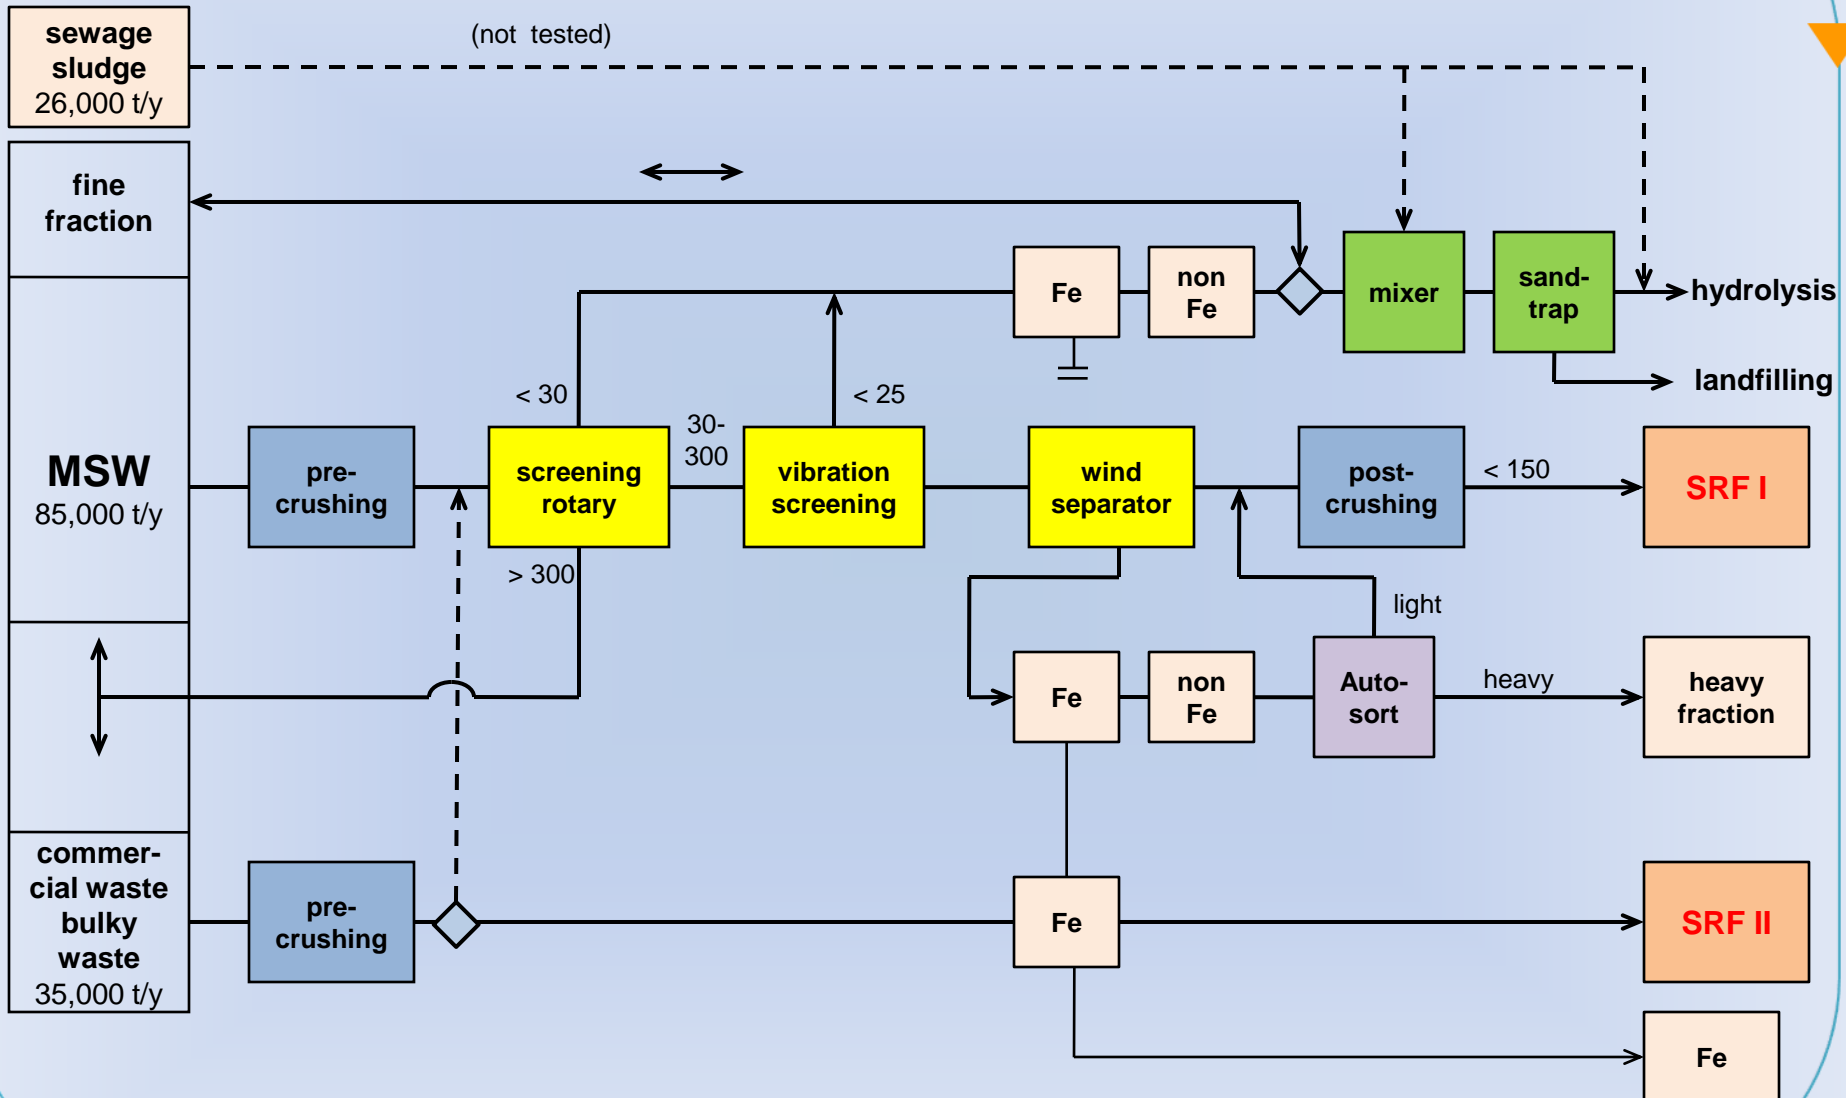 sewage
sludge
26,000 t/y
(not tested)
fine
fraction
Fe
non
Fe
mixer
sand-
trap
hydrolysis
landfilling
< 30
30-
300
< 25
MSW
85,000 t/y
pre-
crushing
screening
rotary
vibration
screening
wind
separator
post-
crushing
< 150
SRF I
> 300
light
Fe
non
Fe
Auto-
sort
heavy
heavy
fraction
commer-
cial waste
bulky
waste
35,000 t/y
pre-
crushing
Fe
SRF II
Fe